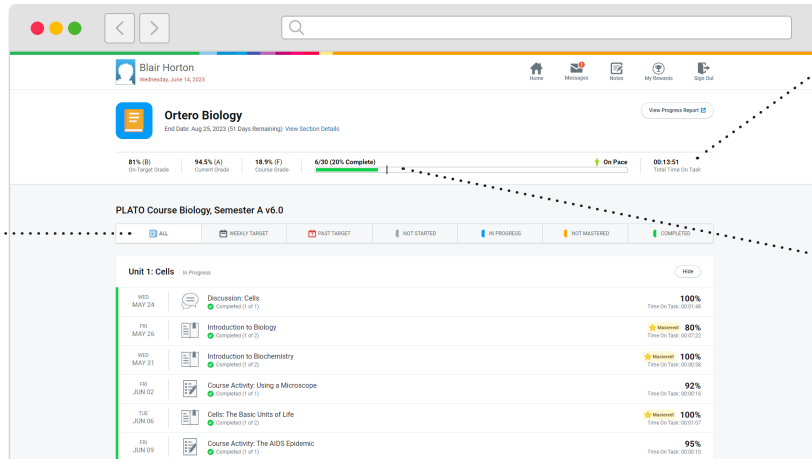 Blair Horton
Wednesday, June 14, 2023
Home
Messages
Notes
My Rewards
Sign Out
Ortero Biology
End Date: Aug 25, 2023 (51 Days Remaining) View Section Details
View Progress Report
81% (B)
On-Target Grade
94.5% (A)
Current Grade
18.9% (F)
Course Grade
6/30 (20% Complete)
On Pace
00:13:51
Total Time On Task
PLATO Course Biology, Semester A v6.0
ALL
WEEKLY TARGET
PAST TARGET
NOT STARTED
IN PROGRESS
NOT MASTERED
COMPLETED
Unit 1: Cells In Progress
Hide
WED
MAY 24
Discussion: Cells
Completed (1 of 1)
100%
Time On Task: 00:01:48
FRI
MAY 26
Introduction to Biology
Completed (1 of 2)
Mastered! 80%
Time On Task: 00:07:22
WED
MAY 31
Introduction to Biochemistry
Completed (1 of 2)
Mastered! 100%
Time On Task: 00:00:58
FRI
JUN 02
Course Activity: Using a Microscope
Completed (1 of 1)
92%
Time On Task: 00:00:16
TUE
JUN 06
Cells: The Basic Units of Life
Completed (1 of 2)
Mastered! 100%
Time On Task: 00:01:07
FRI
JUN 09
Course Activity: The AIDS Epidemic
Completed (1 of 1)
95%
Time On Task: 00:00:10